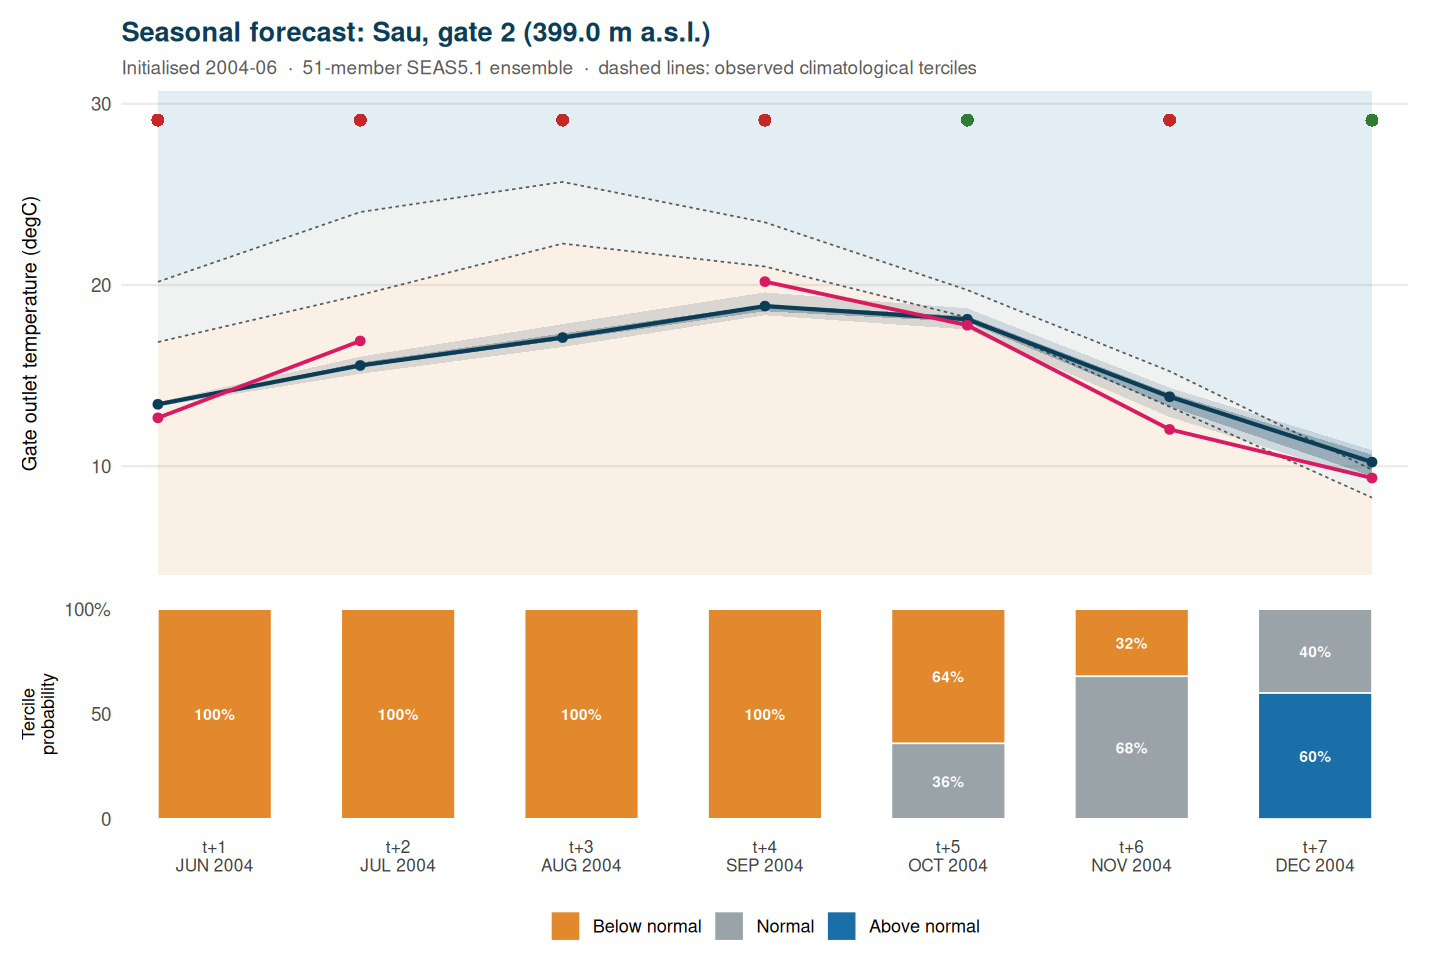 Seasonal forecast: Sau, gate 2 (399.0 m a.s.l.)
Initialised 2004-06 · 51-member SEAS5.1 ensemble · dashed lines: observed climatological terciles
Gate outlet temperature (degC)
30
20
10
Tercile
probability
100%
50
0
100%
100%
100%
100%
64%
36%
32%
68%
40%
60%
t+1
JUN 2004
t+2
JUL 2004
t+3
AUG 2004
t+4
SEP 2004
t+5
OCT 2004
t+6
NOV 2004
t+7
DEC 2004
Below normal
Normal
Above normal